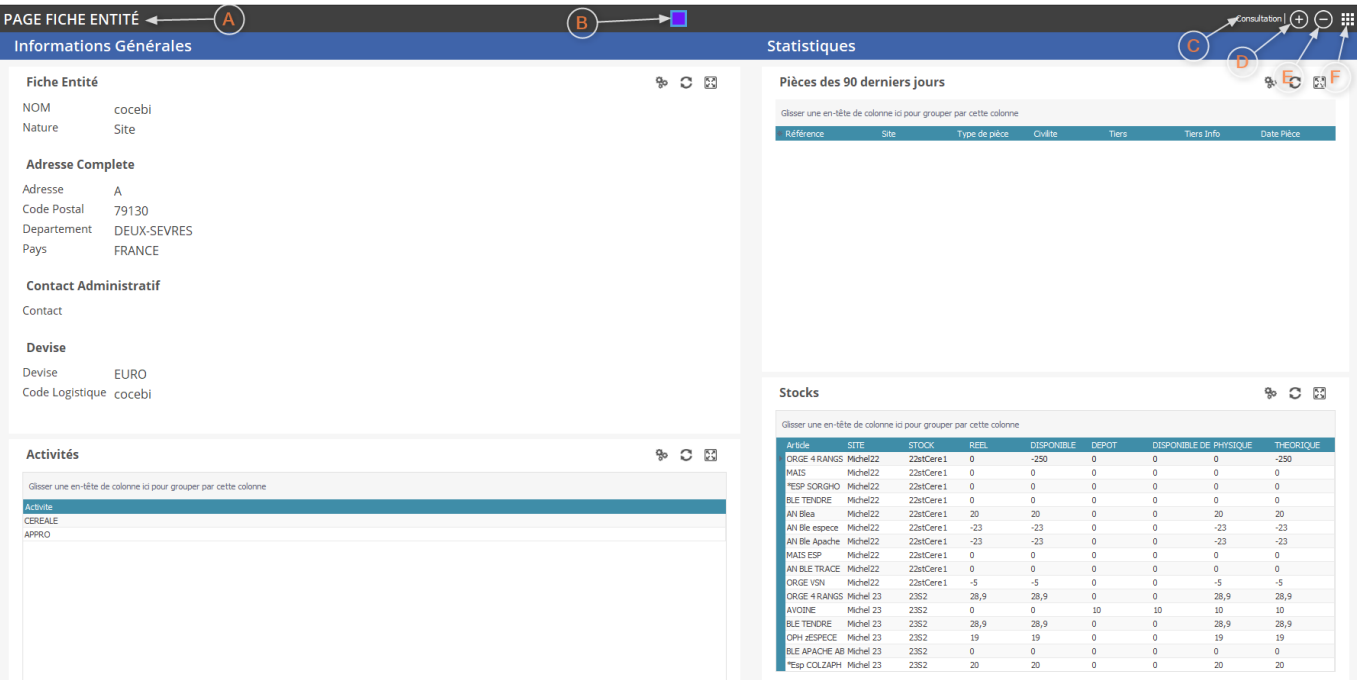 PAGE FICHE ENTITÉ A B Consultation | C D E F
Informations Générales
Fiche Entité
NOM cocebi
Nature Site
Adresse Complete
Adresse A
Code Postal 79130
Departement DEUX-SEVRES
Pays FRANCE
Contact Administratif
Contact
Devise
Devise EURO
Code Logistique cocebi
Activités
Glisser une en-tête de colonne ici pour grouper par cette colonne
Activite
CEREALE
APPRO
Statistiques
Pièces des 90 derniers jours
Glisser une en-tête de colonne ici pour grouper par cette colonne
Référence Site Type de pièce Civilite Tiers Tiers Info Date Pièce
Stocks
Glisser une en-tête de colonne ici pour grouper par cette colonne
Article SITE STOCK REEL DISPONIBLE DEPOT DISPONIBLE DE PHYSIQUE THEORIQUE
ORGE 4 RANGS Michel22 22stCere1 0 -250 0 0 0 -250
MAIS Michel22 22stCere1 0 0 0 0 0 0
*ESP SORGHO Michel22 22stCere1 0 0 0 0 0 0
BLE TENDRE Michel22 22stCere1 0 0 0 0 0 0
AN Blea Michel22 22stCere1 20 20 0 0 20 20
AN Ble espece Michel22 22stCere1 -23 -23 0 0 -23 -23
AN Ble Apache Michel22 22stCere1 -23 -23 0 0 -23 -23
MAIS ESP Michel22 22stCere1 0 0 0 0 0 0
AN BLE TRACE Michel22 22stCere1 0 0 0 0 0 0
ORGE VSN Michel22 22stCere1 -5 -5 0 0 -5 -5
ORGE 4 RANGS Michel 23 23S2 28,9 28,9 0 0 28,9 28,9
AVOINE Michel 23 23S2 0 0 10 10 10 10
BLE TENDRE Michel 23 23S2 28,9 28,9 0 0 28,9 28,9
OPH zESPECE Michel 23 23S2 19 19 0 0 19 19
BLE APACHE AB Michel 23 23S2 0 0 0 0 0 0
*Esp COLZAPH Michel 23 23S2 20 20 0 0 20 20